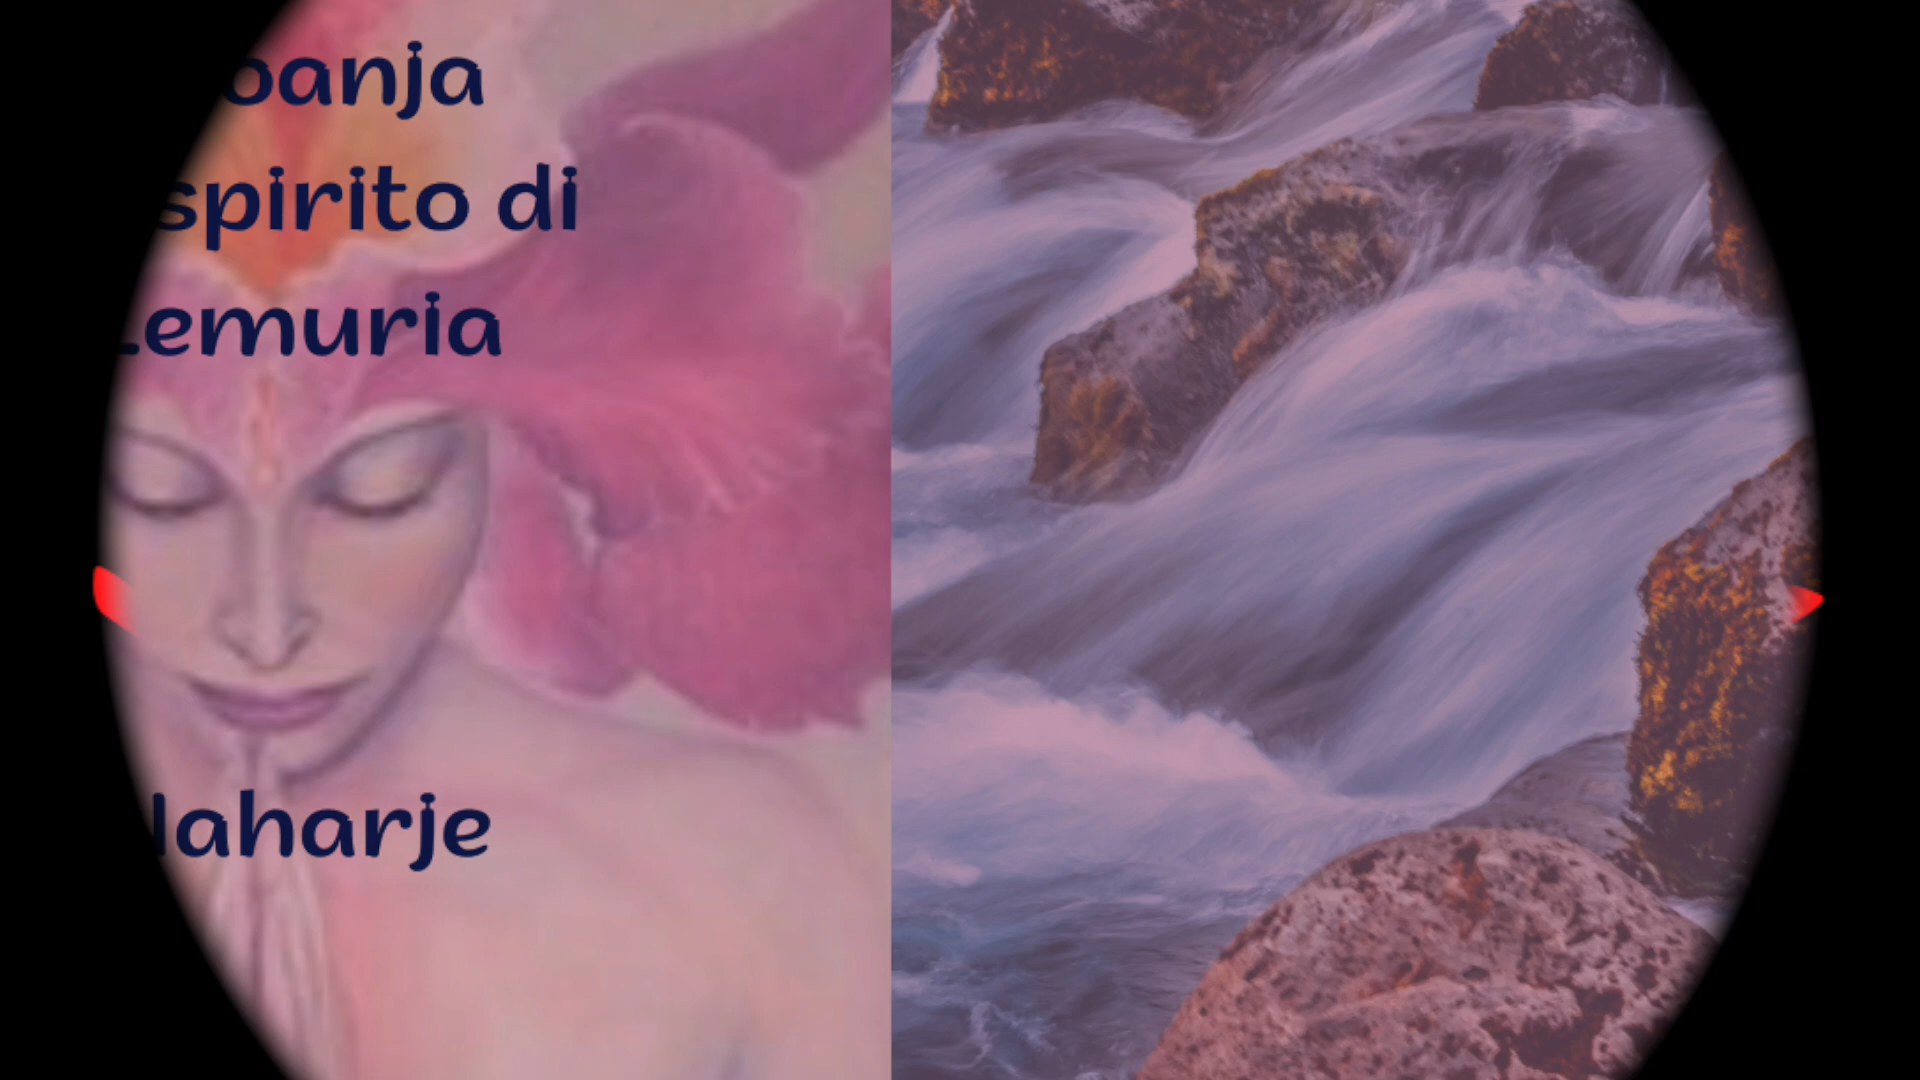 oanja
spirito di
Lemuria
laharje